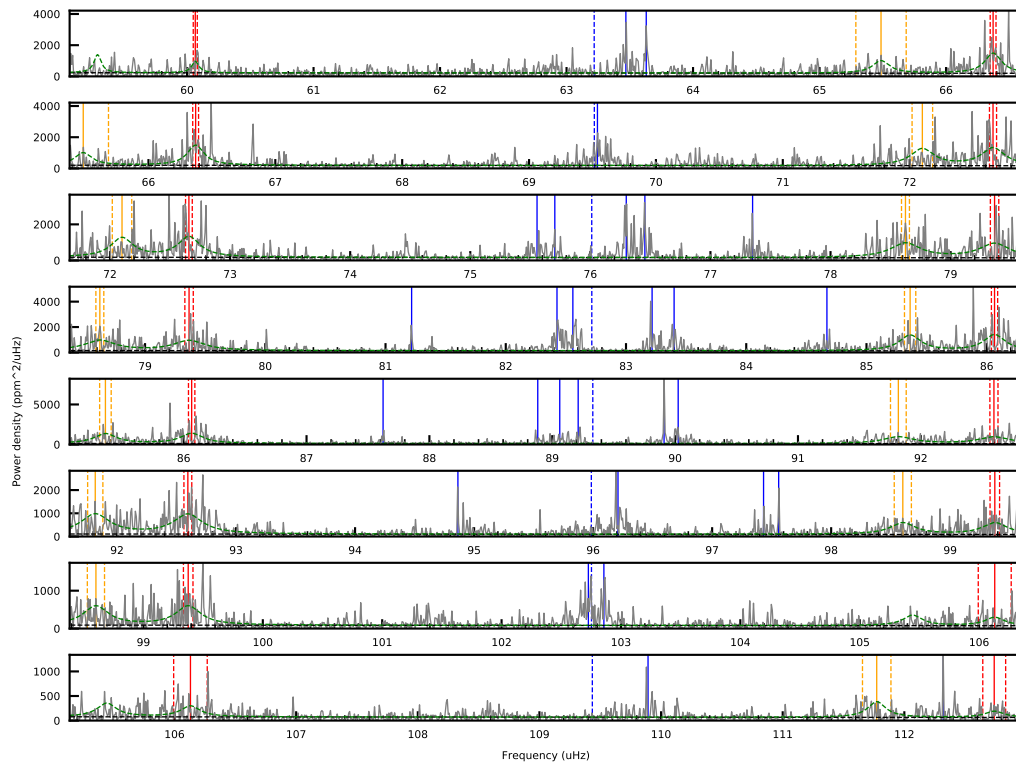 4000
2000
0
60 61 62 63 64 65 66
4000
2000
0
66 67 68 69 70 71 72
2000
0
72 73 74 75 76 77 78 79
4000
2000
0
79 80 81 82 83 84 85 86
5000
0
86 87 88 89 90 91 92
2000
1000
0
92 93 94 95 96 97 98 99
1000
0
99 100 101 102 103 104 105 106
1000
500
0
106 107 108 109 110 111 112
Power density (ppm^2/uHz)
Frequency (uHz)